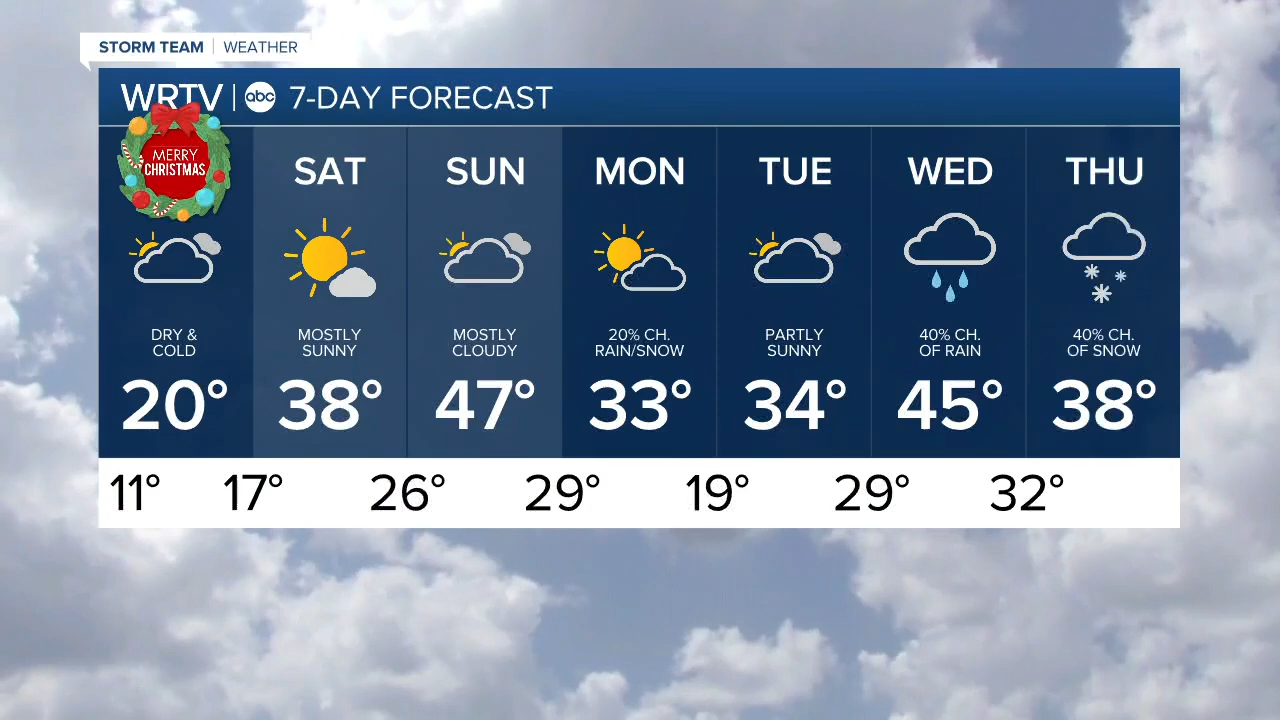 STORM TEAM | WEATHER
WRTV | abc 7-DAY FORECAST
MERRY
CHRISTMAS
DRY &
COLD
20°
SAT
MOSTLY
SUNNY
38°
SUN
MOSTLY
CLOUDY
47°
MON
20% CH.
RAIN/SNOW
33°
TUE
PARTLY
SUNNY
34°
WED
40% CH.
OF RAIN
45°
THU
40% CH.
OF SNOW
38°
11° 17° 26° 29° 19° 29° 32°